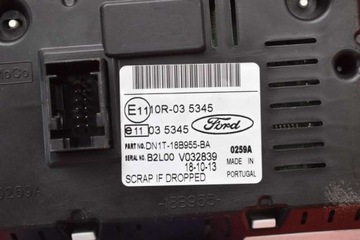 FoMoCo
E11 10R-03 5345
e11 03 5345
Ford
PART NO. DN1T-18B955-BA
0259A
SERIAL NO. B2L00 V032839
MADE IN
18-10-13
PORTUGAL
SCRAP IF DROPPED